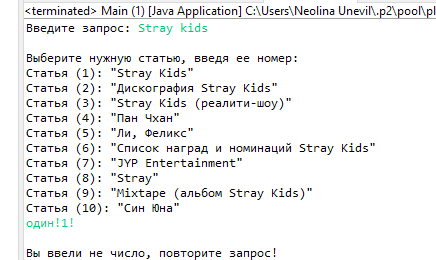 <terminated> Main (1) [Java Application] C:\Users\Neolina Unevil\.p2\pool\pl
Введите запрос: Stray kids
Выберите нужную статью, введя ее номер:
Статья (1): "Stray Kids"
Статья (2): "Дискография Stray Kids"
Статья (3): "Stray Kids (реалити-шоу)"
Статья (4): "Пан Чхан"
Статья (5): "Ли, Феликс"
Статья (6): "Список наград и номинаций Stray Kids"
Статья (7): "JYP Entertainment"
Статья (8): "Stray"
Статья (9): "Mixtape (альбом Stray Kids)"
Статья (10): "Син Юна"
один!1!
Вы ввели не число, повторите запрос!